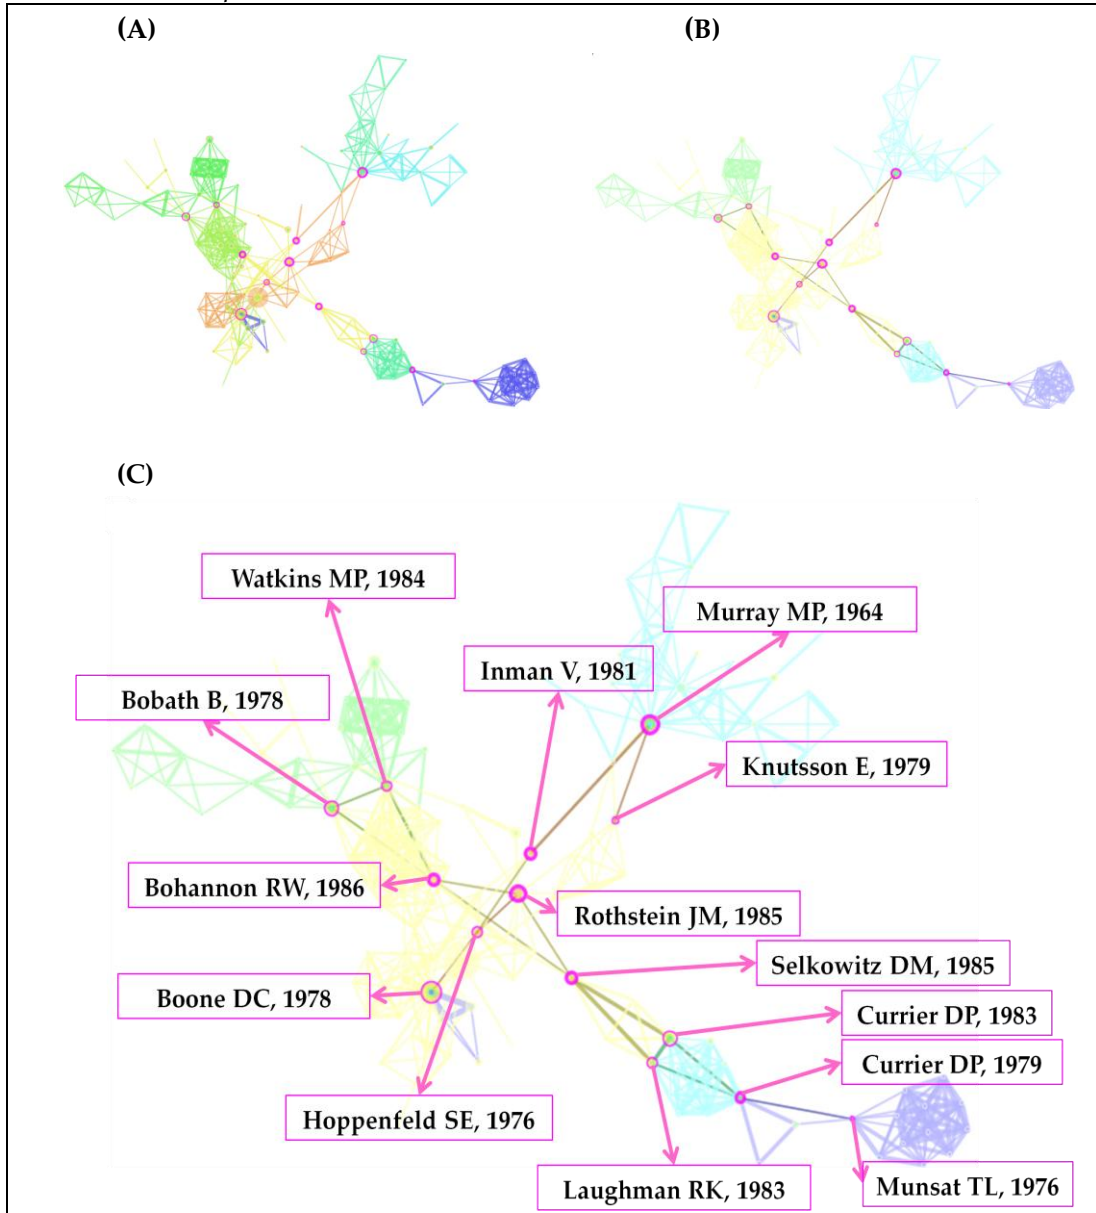 (A)
(B)
(C)
Watkins MP, 1984
Murray MP, 1964
Inman V, 1981
Bobath B, 1978
Knutsson E, 1979
Bohannon RW, 1986
Rothstein JM, 1985
Selkowitz DM, 1985
Boone DC, 1978
Currier DP, 1983
Currier DP, 1979
Hoppenfeld SE, 1976
Laughman RK, 1983
Munsat TL, 1976